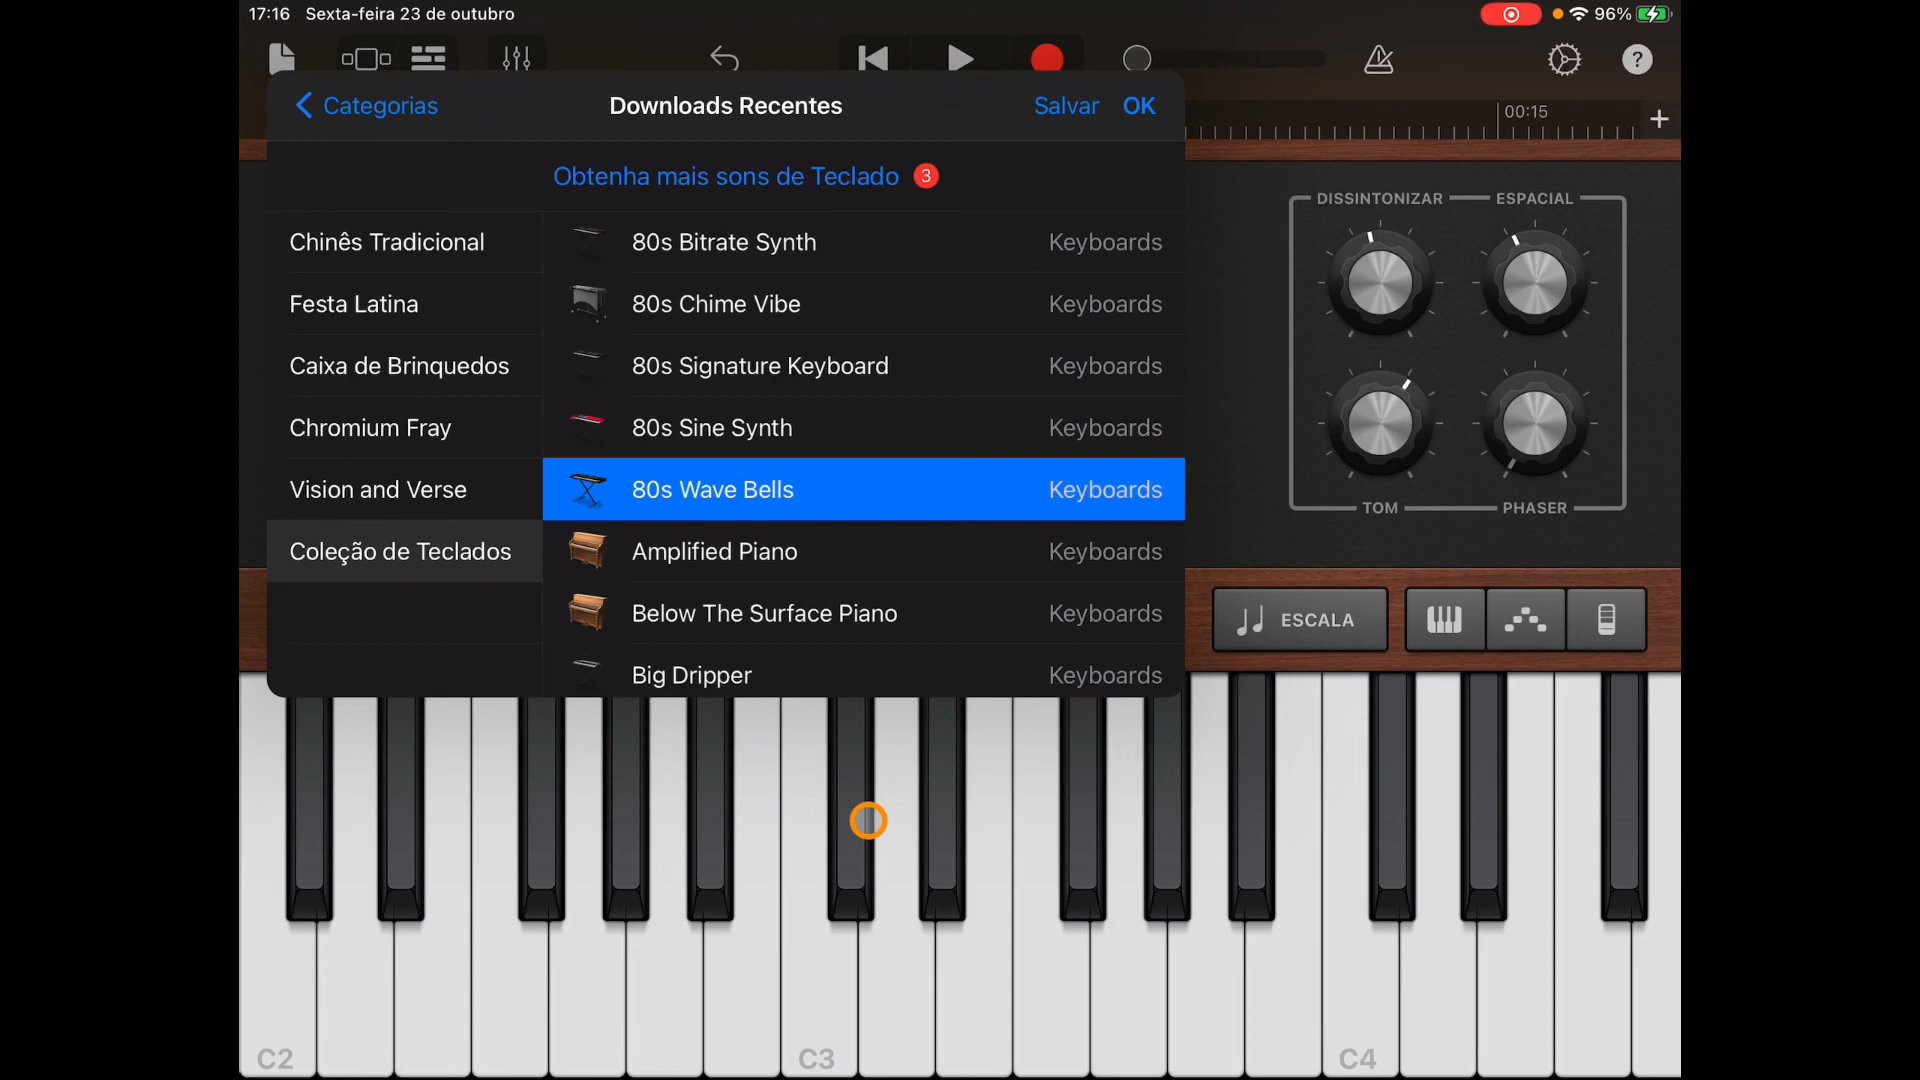 17:16 Sexta-feira 23 de outubro
96%
?
Categorias
Downloads Recentes
Salvar OK
00:15
+
Obtenha mais sons de Teclado 3
Chinês Tradicional
Festa Latina
Caixa de Brinquedos
Chromium Fray
Vision and Verse
Coleção de Teclados
80s Bitrate Synth Keyboards
80s Chime Vibe Keyboards
80s Signature Keyboard Keyboards
80s Sine Synth Keyboards
80s Wave Bells Keyboards
Amplified Piano Keyboards
Below The Surface Piano Keyboards
Big Dripper Keyboards
DISSINTONIZAR ESPACIAL
TOM PHASER
ESCALA
C2 C3 C4